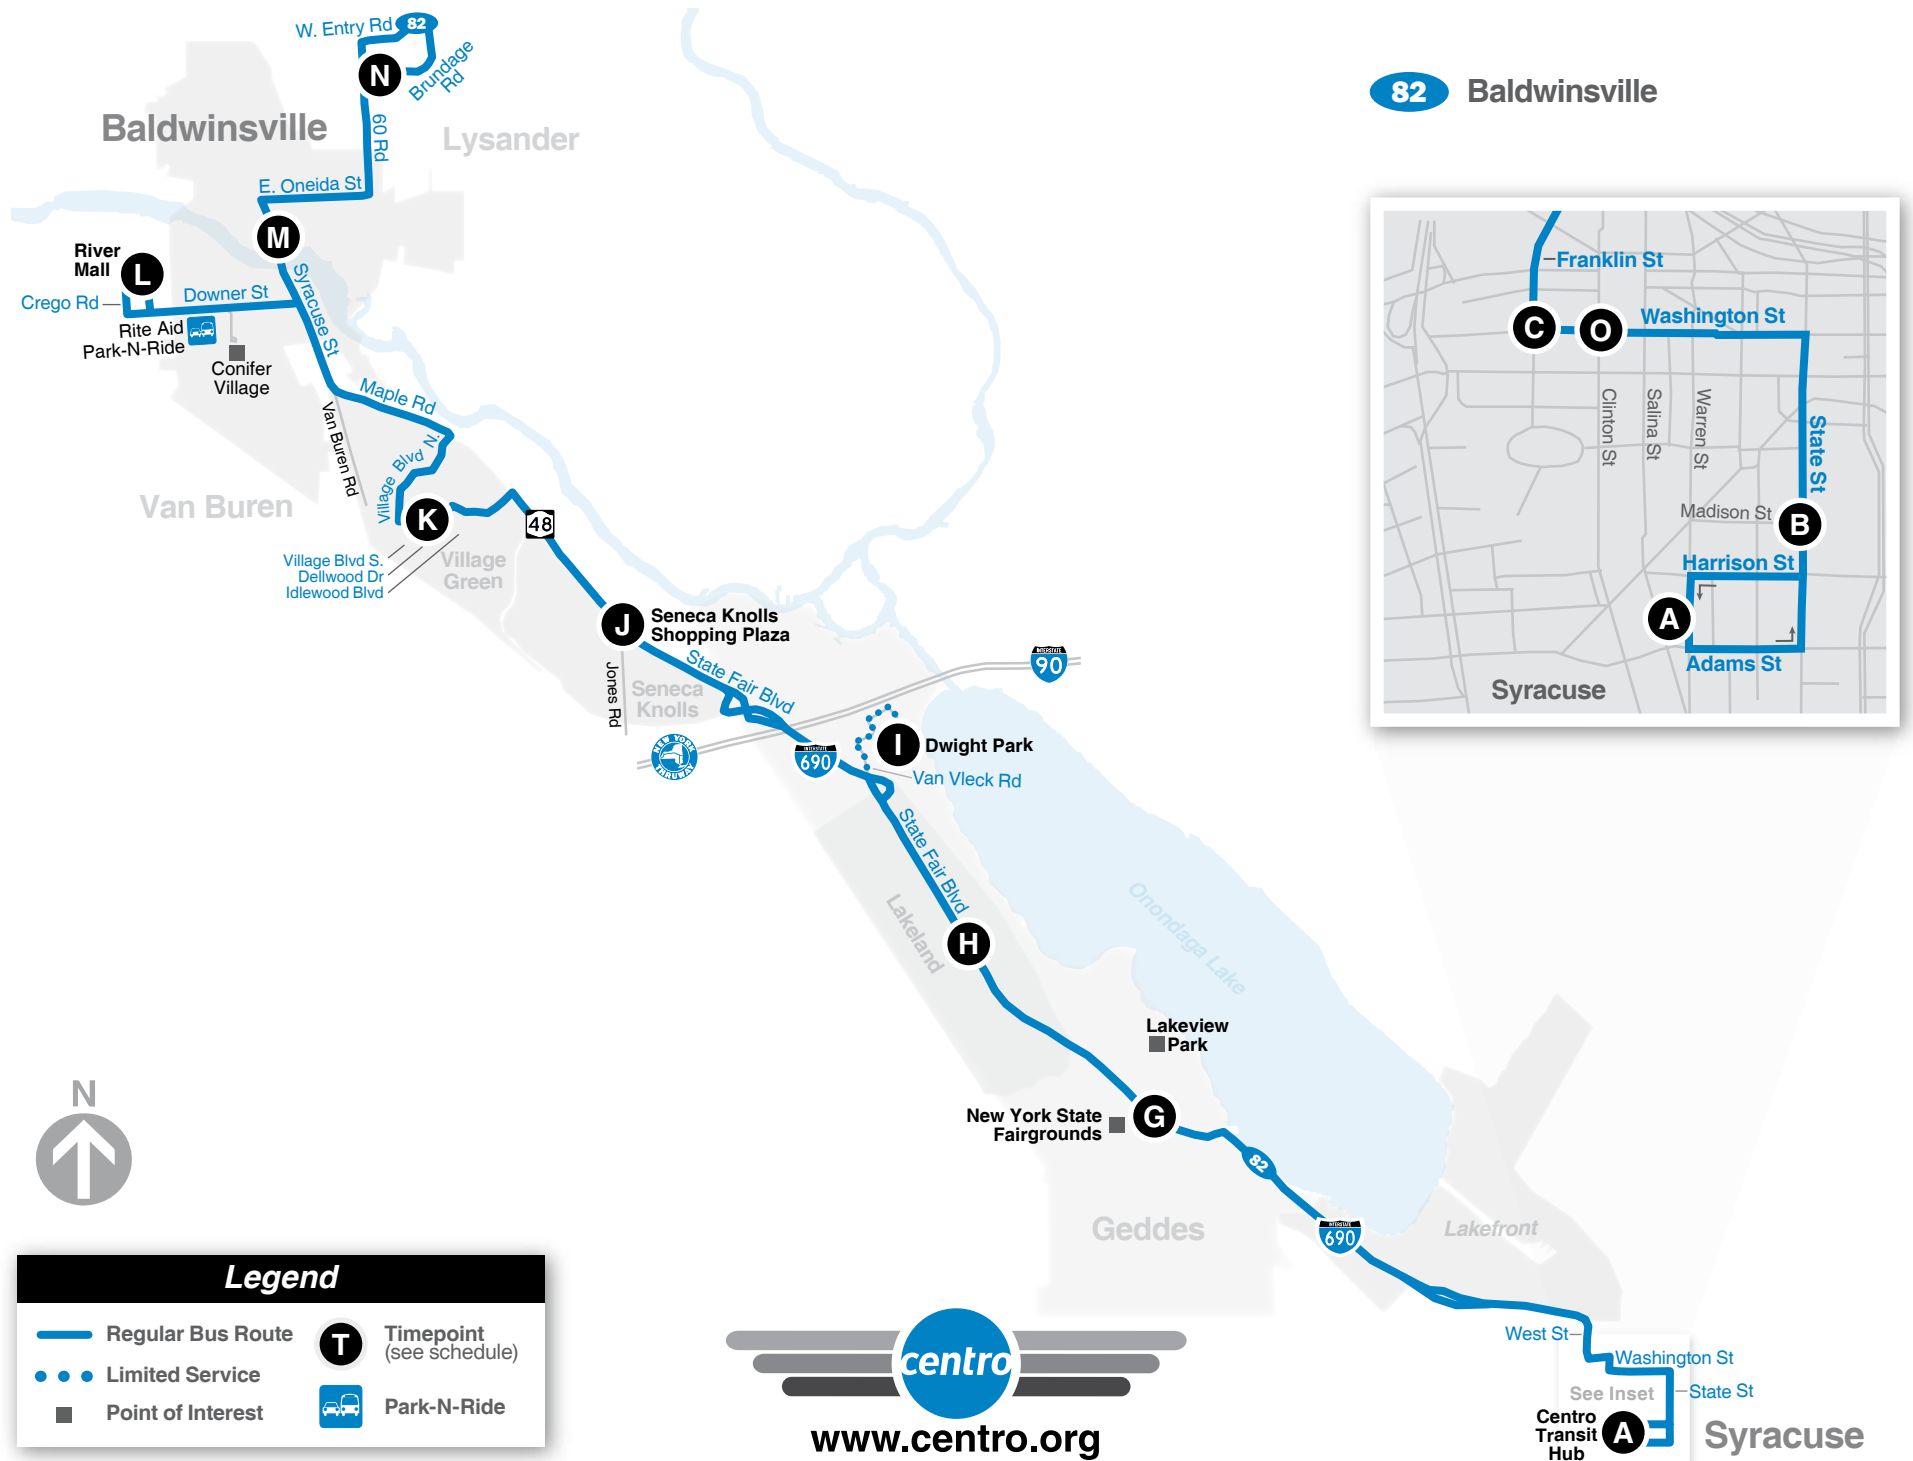 W. Entry Rd
82
N
Brundage
Rd
60 Rd
Baldwinsville
Lysander
82 Baldwinsville
E. Oneida St
M
River
Mall
L
Syracuse St
Crego Rd
Downer St
Rite Aid
Park-N-Ride
Conifer
Village
Maple Rd
Van Buren Rd
Village Blvd N.
Van Buren
K
48
Village
Green
Village Blvd S.
Dellwood Dr
Idlewood Blvd
J
Seneca Knolls
Shopping Plaza
Jones Rd
State Fair Blvd
Seneca
Knolls
INTERSTATE
90
NEW YORK
THRUWAY
INTERSTATE
690
I
Dwight Park
Van Vleck Rd
State Fair Blvd
Lakeland
H
Onondaga Lake
Lakeview
Park
New York State
Fairgrounds
G
82
Geddes
INTERSTATE
690
Lakefront
West St
Washington St
See Inset
State St
Centro
Transit
Hub
A
Syracuse
Franklin St
C
O
Washington St
Clinton St
Salina St
Warren St
State St
Madison St
B
Harrison St
A
Adams St
Syracuse
N
Legend
Regular Bus Route
Limited Service
Point of Interest
T
Timepoint
(see schedule)
Park-N-Ride
centro
www.centro.org